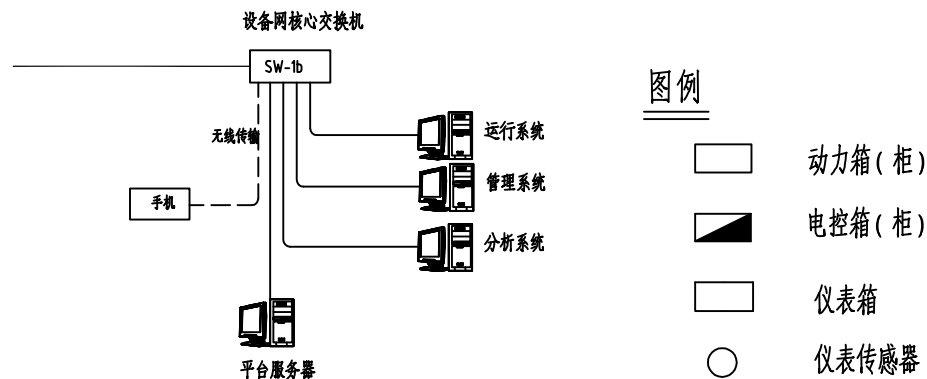 设备网核心交换机
SW-1b
图例
无线传输
运行系统
动力箱(柜)
手机
管理系统
电控箱(柜)
分析系统
仪表箱
平台服务器
仪表传感器